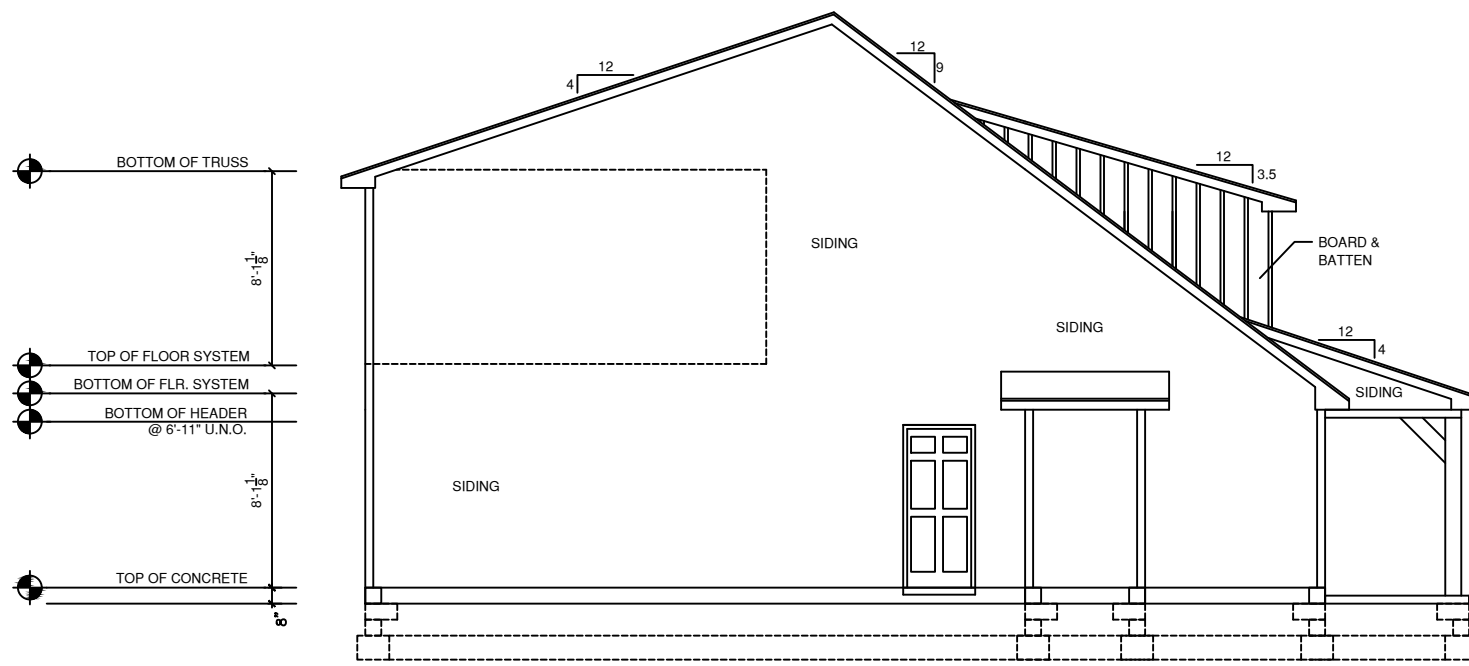 12
4
12
9
12
3.5
BOTTOM OF TRUSS
SIDING
BOARD &
BATTEN
8'-1 1/8"
SIDING
12
4
TOP OF FLOOR SYSTEM
BOTTOM OF FLR. SYSTEM
SIDING
BOTTOM OF HEADER
@ 6'-11" U.N.O.
8'-1 1/8"
SIDING
TOP OF CONCRETE
8"